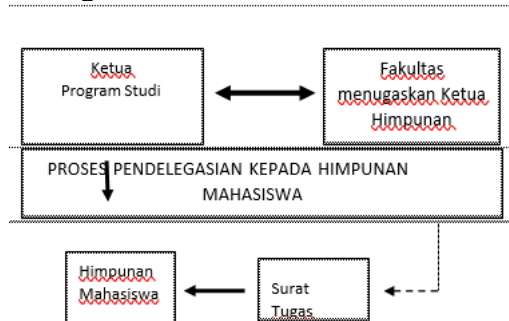 Ketua
Program Studi
Fakultas
menugaskan Ketua
Himpunan
PROSES PENDELEGASIAN KEPADA HIMPUNAN
MAHASISWA
Himpunan
Mahasiswa
Surat
Tugas